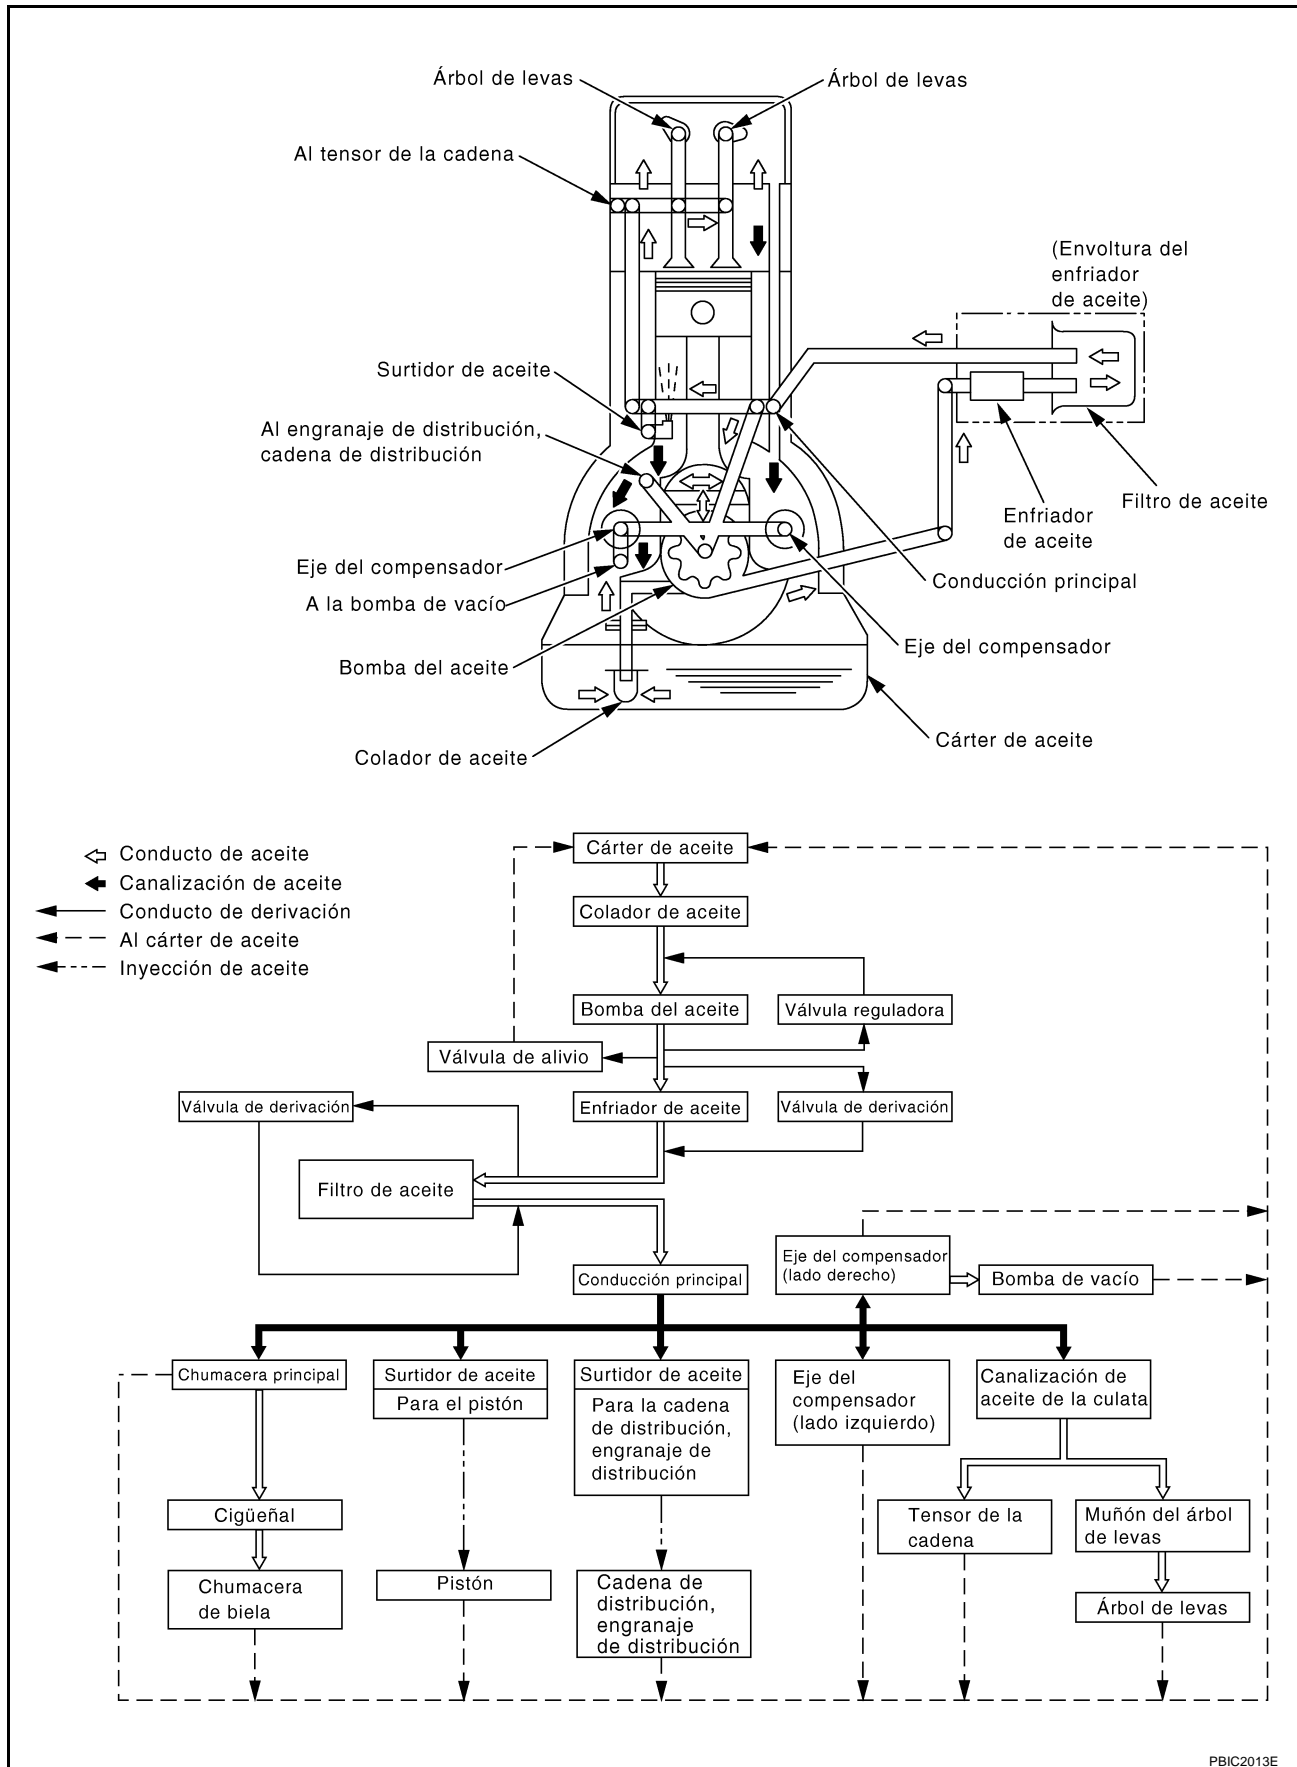 Árbol de levas
Árbol de levas
Al tensor de la cadena
(Envoltura del
enfriador
de aceite)
Surtidor de aceite
Al engranaje de distribución,
cadena de distribución
Filtro de aceite
Enfriador
de aceite
Eje del compensador
Conducción principal
A la bomba de vacío
Eje del compensador
Bomba del aceite
Cárter de aceite
Colador de aceite
Conducto de aceite
Canalización de aceite
Conducto de derivación
Al cárter de aceite
Inyección de aceite
Cárter de aceite
Colador de aceite
Bomba del aceite
Válvula reguladora
Válvula de alivio
Válvula de derivación
Enfriador de aceite
Válvula de derivación
Filtro de aceite
Conducción principal
Eje del compensador
(lado derecho)
Bomba de vacío
Chumacera principal
Surtidor de aceite
Para el pistón
Surtidor de aceite
Para la cadena
de distribución,
engranaje de
distribución
Eje del
compensador
(lado izquierdo)
Canalización de
aceite de la culata
Cigüeñal
Tensor de la
cadena
Muñón del árbol
de levas
Chumacera
de biela
Pistón
Cadena de
distribución,
engranaje
de distribución
Árbol de levas
PBIC2013E